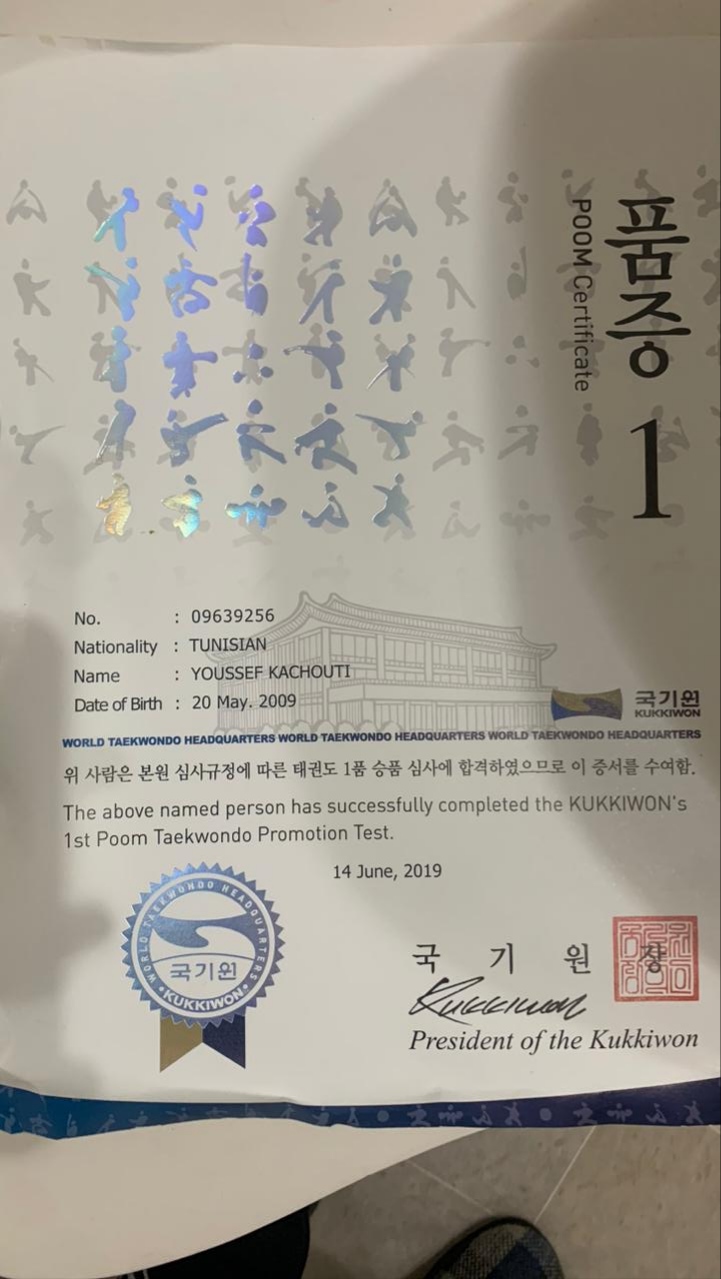 품증 1
POOM Certificate
No. : 09639256
Nationality : TUNISIAN
Name : YOUSSEF KACHOUTI
Date of Birth : 20 May. 2009
국기원
KUKKIWON
WORLD TAEKWONDO HEADQUARTERS WORLD TAEKWONDO HEADQUARTERS WORLD TAEKWONDO HEADQUARTERS
위 사람은 본원 심사규정에 따른 태권도 1품 승품 심사에 합격하였으므로 이 증서를 수여함.
The above named person has successfully completed the KUKKIWON's
1st Poom Taekwondo Promotion Test.
14 June, 2019
WORLD TAEKWONDO HEADQUARTERS
국기원
KUKKIWON
국 기 원 장
Kukkiwon
President of the Kukkiwon